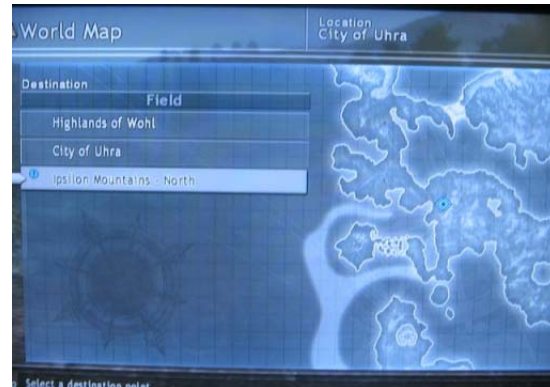 World Map
Location
City of Uhra
Destination
Field
Highlands of Wohl
City of Uhra
Ipsilon Mountains - North
Select a destination point